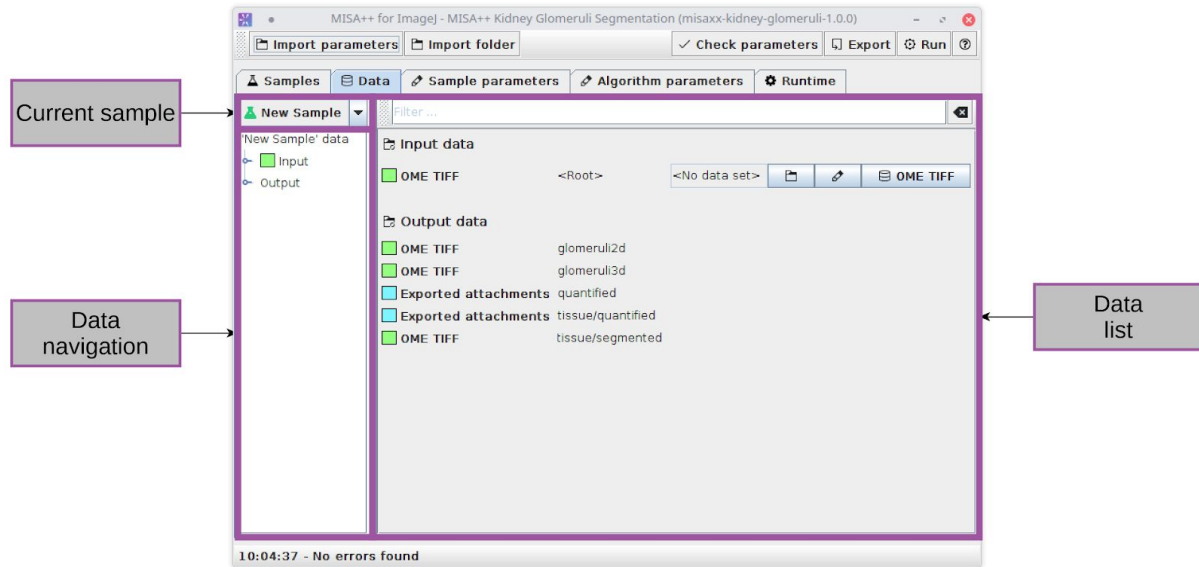 MISA++ for ImageJ - MISA++ Kidney Glomeruli Segmentation (misaxx-kidney-glomeruli-1.0.0)
Import parameters Import folder Check parameters Export Run
Samples Data Sample parameters Algorithm parameters Runtime
Current sample
New Sample
Filter ...
'New Sample' data
Input
Output
Data
navigation
Input data
OME TIFF <Root> <No data set> OME TIFF
Output data
OME TIFF glomeruli2d
OME TIFF glomeruli3d
Exported attachments quantified
Exported attachments tissue/quantified
OME TIFF tissue/segmented
Data
list
10:04:37 - No errors found